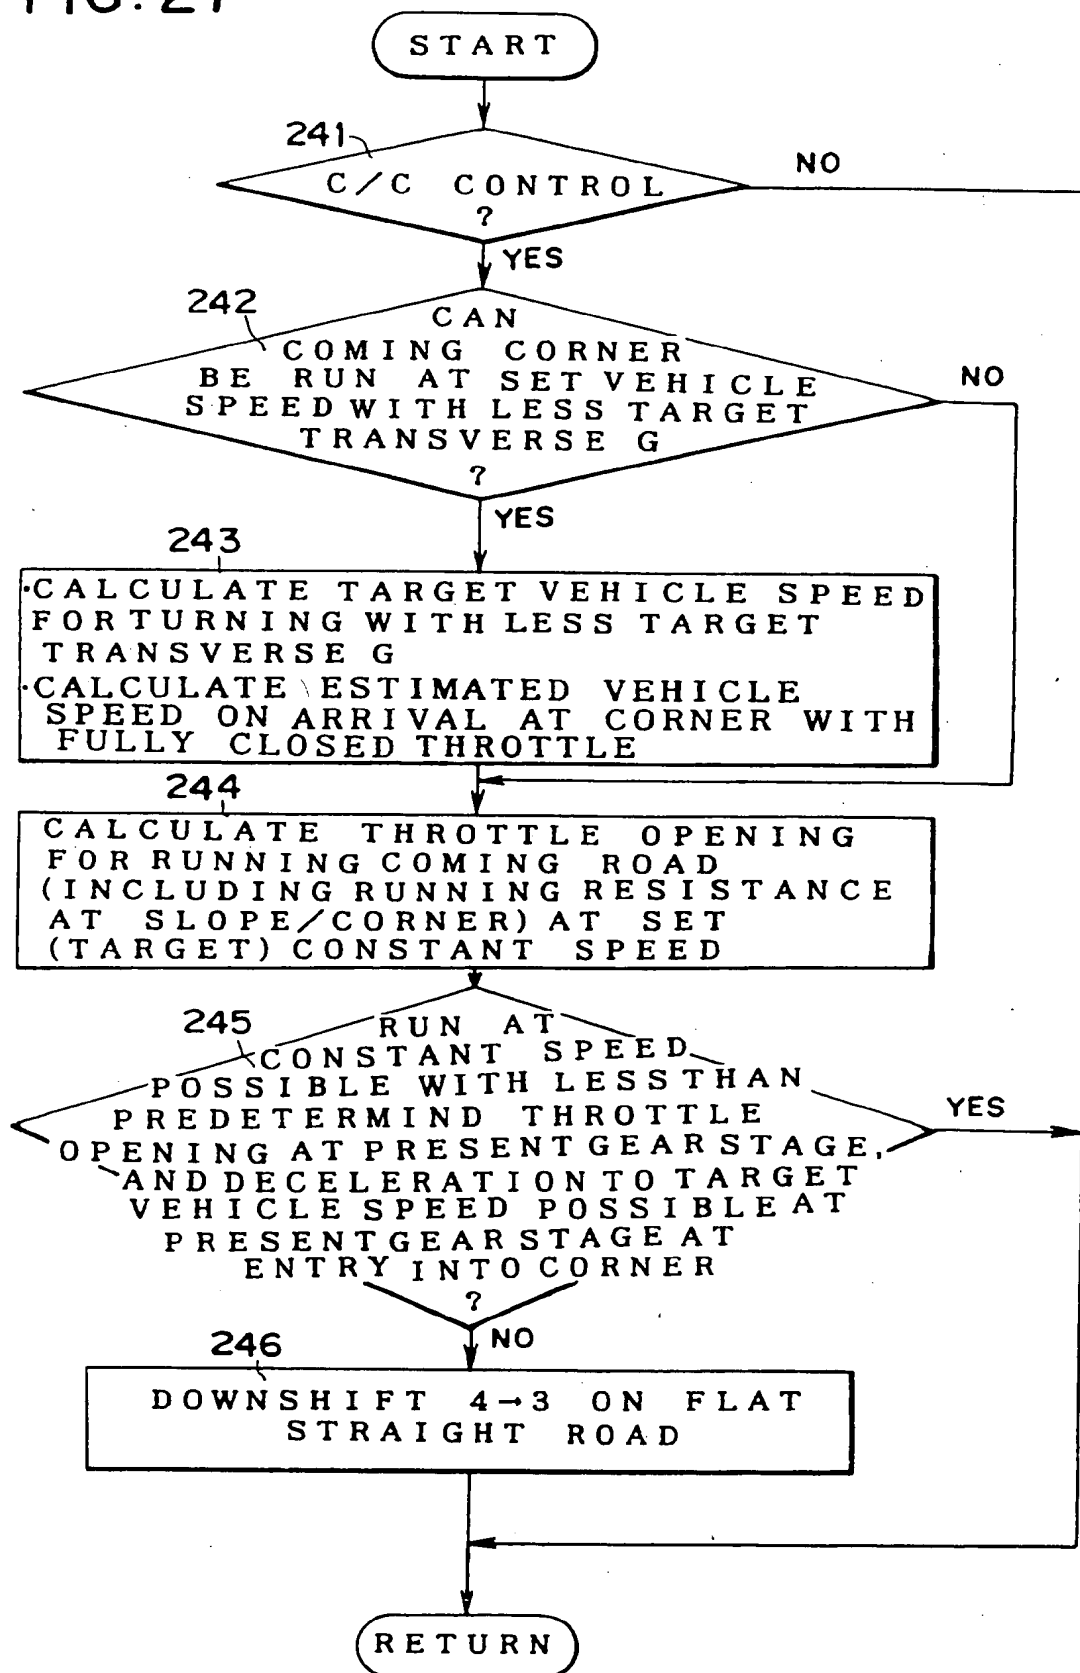 FIG. 27
START
241
C/C CONTROL
?
NO
YES
242
CAN
COMING CORNER
BE RUN AT SET VEHICLE
SPEED WITH LESS TARGET
TRANSVERSE G
?
NO
YES
243
·CALCULATE TARGET VEHICLE SPEED
FOR TURNING WITH LESS TARGET
TRANSVERSE G
·CALCULATE ESTIMATED VEHICLE
SPEED ON ARRIVAL AT CORNER WITH
FULLY CLOSED THROTTLE
244
CALCULATE THROTTLE OPENING
FOR RUNNING COMING ROAD
(INCLUDING RUNNING RESISTANCE
AT SLOPE/CORNER) AT SET
(TARGET) CONSTANT SPEED
245
RUN AT
CONSTANT SPEED
POSSIBLE WITH LESS THAN
PREDETERMIND THROTTLE
OPENING AT PRESENT GEAR STAGE,
AND DECELERATION TO TARGET
VEHICLE SPEED POSSIBLE AT
PRESENT GEAR STAGE AT
ENTRY INTO CORNER
?
YES
NO
246
DOWNSHIFT 4→3 ON FLAT
STRAIGHT ROAD
RETURN